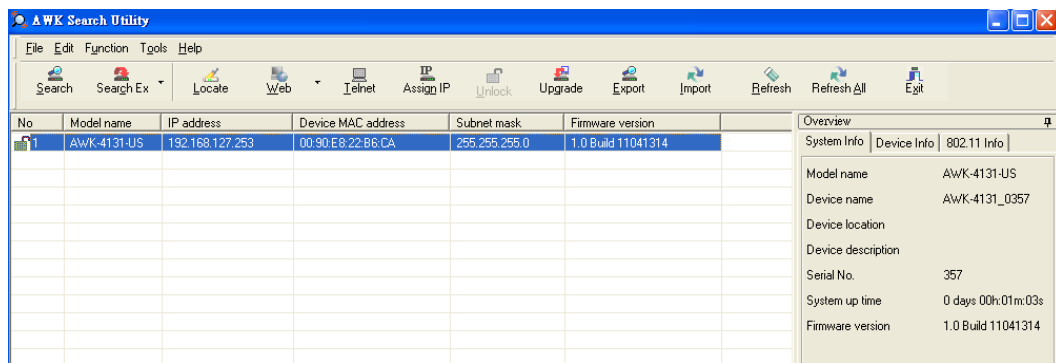 AWK Search Utility
File Edit Function Tools Help
Search Search Ex Locate Web Telnet IP Assign IP Unlock Upgrade Export Import Refresh Refresh All Exit
No Model name IP address Device MAC address Subnet mask Firmware version
1 AWK-4131-US 192.168.127.253 00:90:E8:22:B6:CA 255.255.255.0 1.0 Build 11041314
Overview
System Info Device Info 802.11 Info
Model name AWK-4131-US
Device name AWK-4131_0357
Device location
Device description
Serial No. 357
System up time 0 days 00h:01m:03s
Firmware version 1.0 Build 11041314